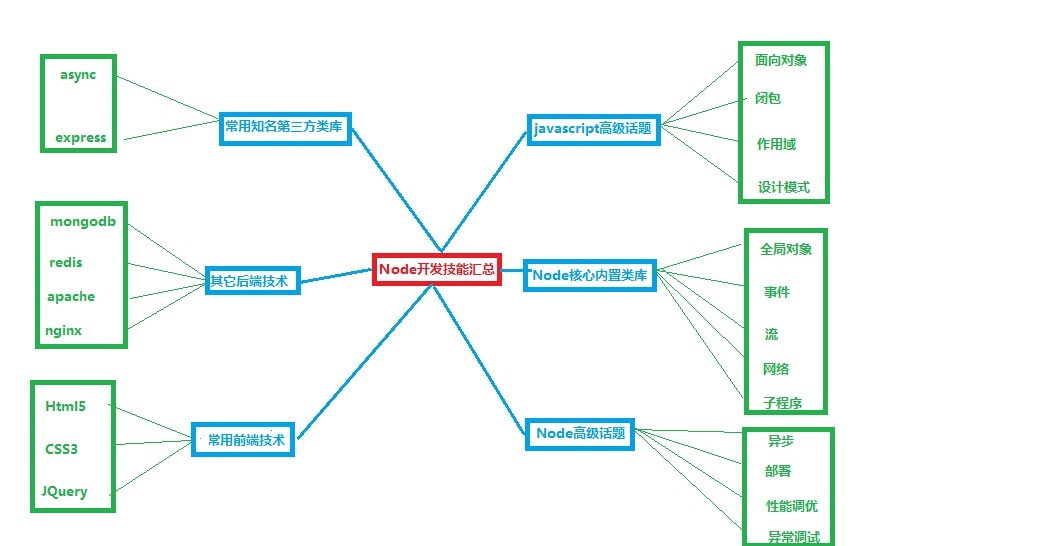 async
express
常用知名第三方类库
mongodb
redis
apache
nginx
其它后端技术
Html5
CSS3
JQuery
常用前端技术
Node开发技能汇总
javascript高级话题
面向对象
闭包
作用域
设计模式
Node核心内置类库
全局对象
事件
流
网络
子程序
Node高级话题
异步
部署
性能调优
异常调试